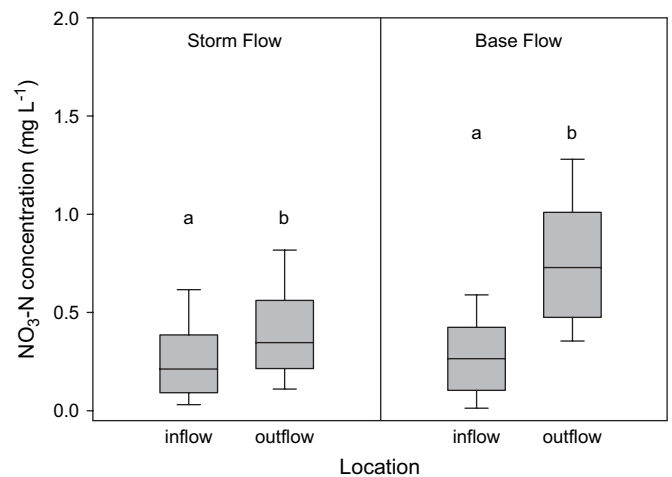 2.0
1.5
1.0
0.5
0.0
NO₃-N concentration (mg L⁻¹)
Storm Flow
Base Flow
a
b
a
b
inflow
outflow
inflow
outflow
Location